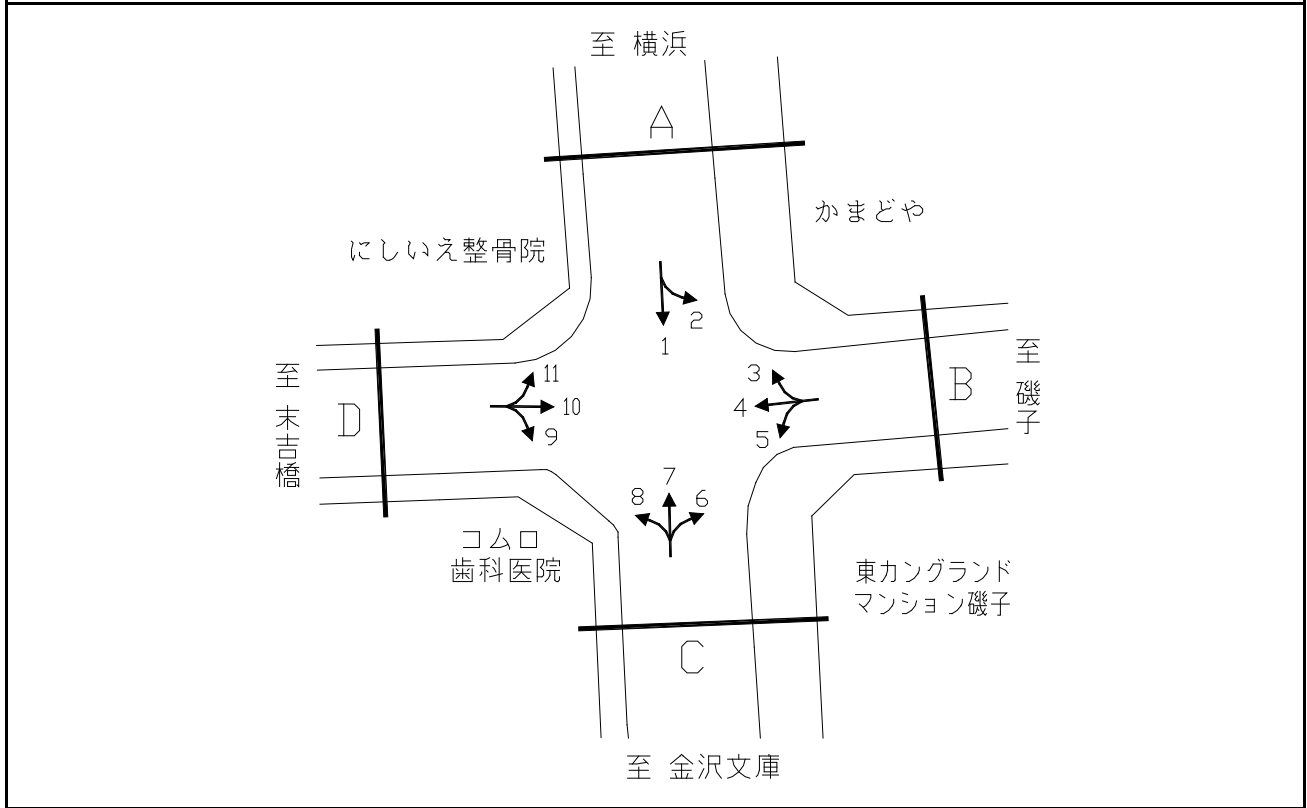 至 横浜
A
かまどや
にしいえ整骨院
2
1
至 磯子
B
3
4
5
11
10
9
至 末吉橋
D
7
8
6
コムロ
歯科医院
東カングランド
マンション磯子
C
至 金沢文庫